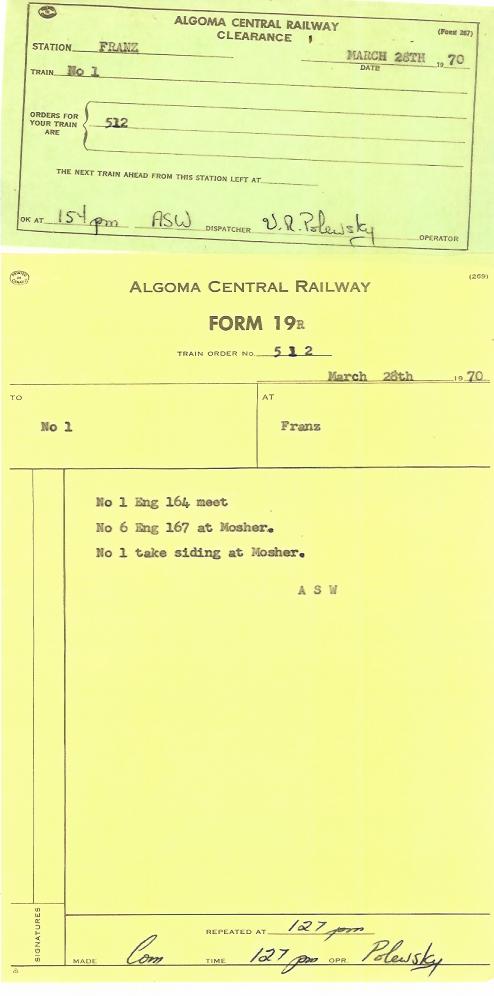 ALGOMA CENTRAL RAILWAY
(Form 267)
CLEARANCE
STATION FRANZ
MARCH 28TH 1970
DATE
TRAIN No 1
ORDERS FOR
YOUR TRAIN
ARE
512
THE NEXT TRAIN AHEAD FROM THIS STATION LEFT AT
OK AT 154 pm ASW DISPATCHER V.R. Polewsky OPERATOR
(269)
ALGOMA CENTRAL RAILWAY
FORM 19R
TRAIN ORDER NO. 512
March 28th 1970
TO
AT
No 1
Franz
No 1 Eng 164 meet
No 6 Eng 167 at Mosher.
No 1 take siding at Mosher.
A S W
SIGNATURES
REPEATED AT 127 pm
MADE Com TIME 127 pm OPR. Polewsky